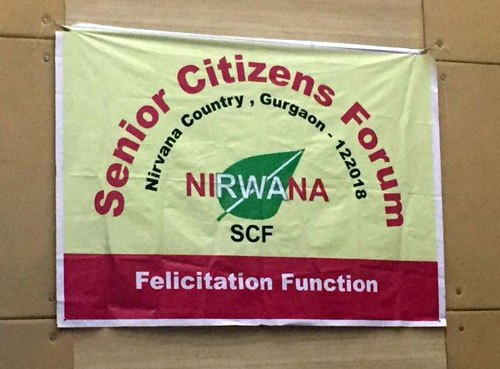 Senior Citizens Forum
Nirvana Country , Gurgaon - 122018
NIRWANA
SCF
Felicitation Function